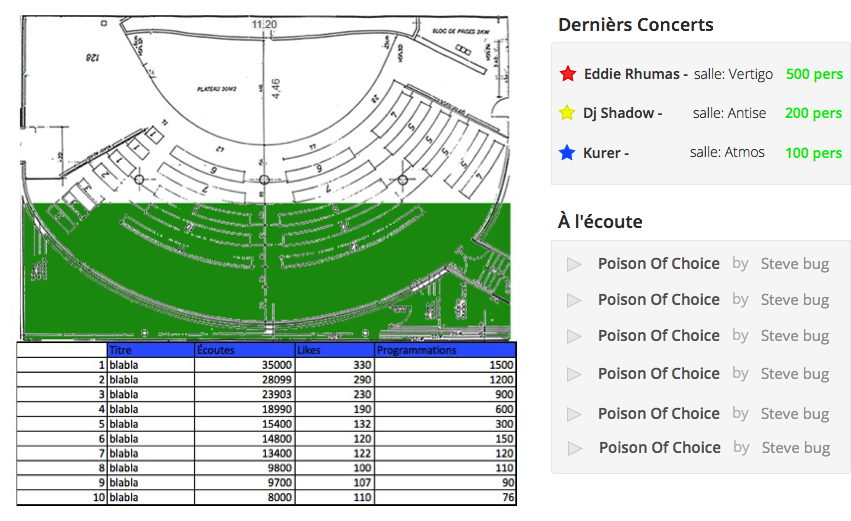 11.20
BLOC DE PRISES 2KW
128
PLATEAU 30M2
4,46
Titre Écoutes Likes Programmations
1 blabla 35000 330 1500
2 blabla 28099 290 1200
3 blabla 23903 230 900
4 blabla 18990 190 600
5 blabla 15400 132 300
6 blabla 14800 120 150
7 blabla 13400 122 120
8 blabla 9800 100 110
9 blabla 9700 107 90
10 blabla 8000 110 76
Dernièrs Concerts
Eddie Rhumas - salle: Vertigo 500 pers
Dj Shadow - salle: Antise 200 pers
Kurer - salle: Atmos 100 pers
À l'écoute
Poison Of Choice by Steve bug
Poison Of Choice by Steve bug
Poison Of Choice by Steve bug
Poison Of Choice by Steve bug
Poison Of Choice by Steve bug
Poison Of Choice by Steve bug